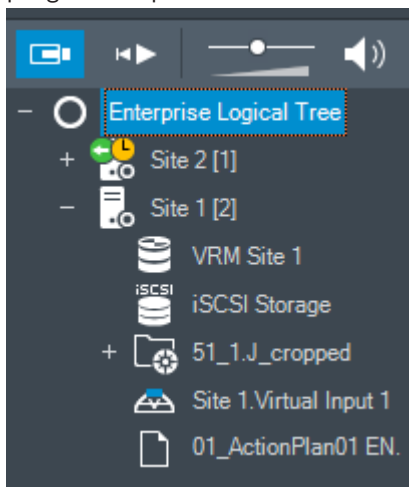 Enterprise Logical Tree
Site 2 [1]
Site 1 [2]
VRM Site 1
iSCSI
iSCSI Storage
51_1.J_cropped
Site 1.Virtual Input 1
01_ActionPlan01 EN.